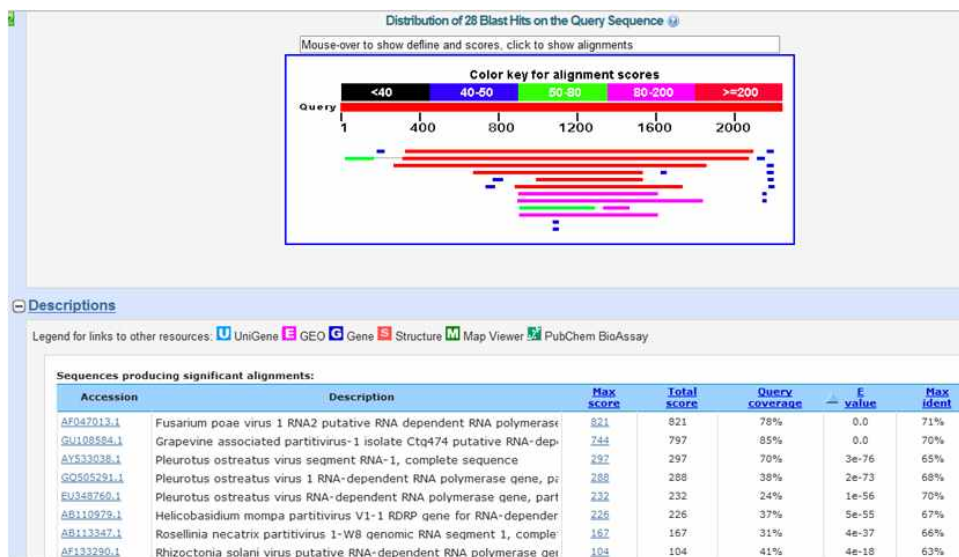 Distribution of 28 Blast Hits on the Query Sequence
Mouse-over to show defline and scores, click to show alignments
Color key for alignment scores
<40 40-50 50-80 80-200 >=200
Query
1 400 800 1200 1600 2000
Descriptions
Legend for links to other resources: U UniGene E GEO G Gene S Structure M Map Viewer PubChem BioAssay
Sequences producing significant alignments:
Accession Description Max score Total score Query coverage E value Max ident
AF047013.1 Fusarium poae virus 1 RNA2 putative RNA dependent RNA polymerase 821 821 78% 0.0 71%
GU108584.1 Grapevine associated partitivirus-1 isolate Ctq474 putative RNA-depe 744 797 85% 0.0 70%
AY533038.1 Pleurotus ostreatus virus segment RNA-1, complete sequence 297 297 70% 3e-76 65%
GQ505291.1 Pleurotus ostreatus virus 1 RNA-dependent RNA polymerase gene, pa 288 288 38% 2e-73 68%
EU348760.1 Pleurotus ostreatus virus RNA-dependent RNA polymerase gene, part 232 232 24% 1e-56 70%
AB110979.1 Helicobasidium mompa partitivirus V1-1 RDRP gene for RNA-depender 226 226 37% 5e-55 67%
AB113347.1 Rosellinia necatrix partitivirus 1-W8 genomic RNA segment 1, comple 167 167 31% 4e-37 66%
AF133290.1 Rhizoctonia solani virus putative RNA-dependent RNA polymerase ger 104 104 41% 4e-18 63%